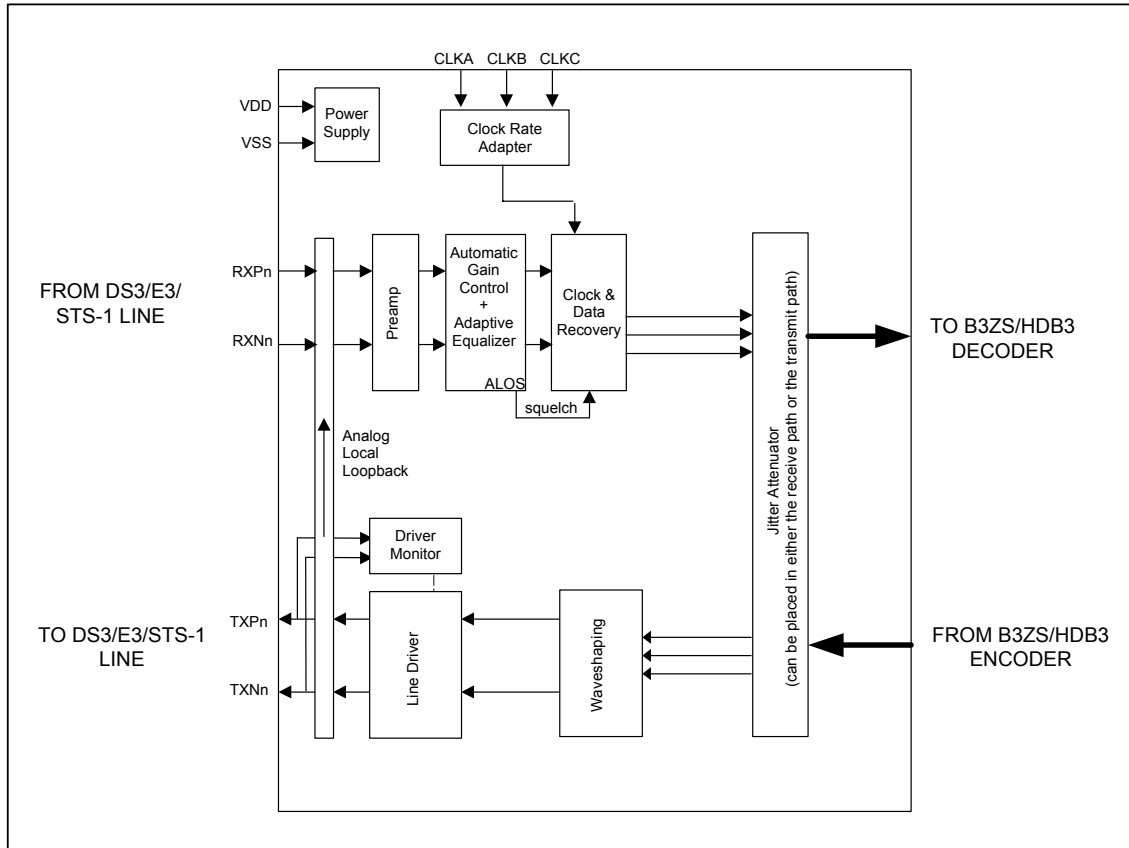 CLKA CLKB CLKC
VDD
VSS
Power
Supply
Clock Rate
Adapter
FROM DS3/E3/
STS-1 LINE
RXPn
RXNn
Preamp
Automatic
Gain
Control
+
Adaptive
Equalizer
ALOS
squelch
Clock &
Data
Recovery
Jitter Attenuator
(can be placed in either the receive path or the transmit path)
TO B3ZS/HDB3
DECODER
Analog
Local
Loopback
Driver
Monitor
TO DS3/E3/STS-1
LINE
TXPn
TXNn
Line Driver
Waveshaping
FROM B3ZS/HDB3
ENCODER